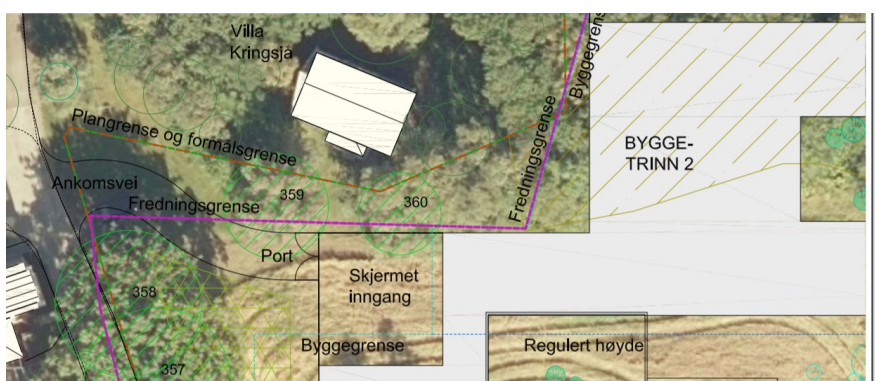 Villa
Kringsjå
Byggegrens
Plangrense og formålsgrense
BYGGE-
TRINN 2
Ankomsvei
Fredningsgrense
359
360
Fredningsgrense
Port
Skjermet
inngang
358
Byggegrense
Regulert høyde
357